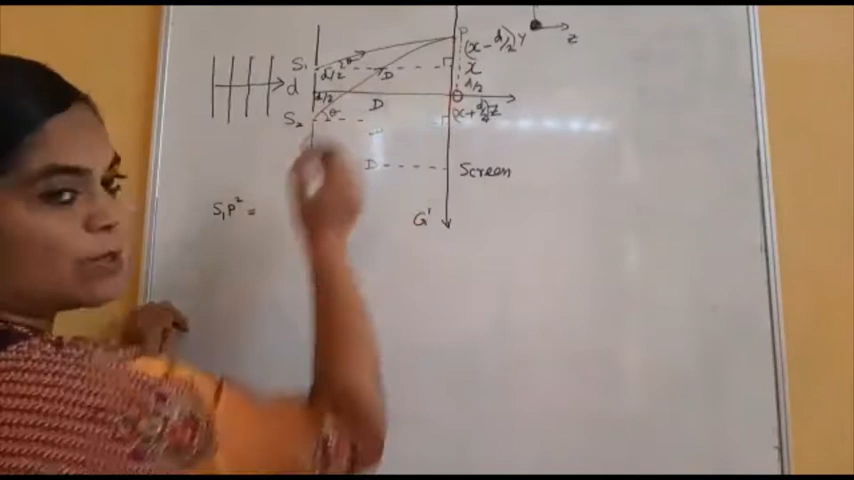 P
(x-d/2) Y
Z
S₁ θ
d/2 D
x
d
d/2
d/2 D O
S₂ θ
(x+d/2) Z
D Screen
S₁P² =
G'